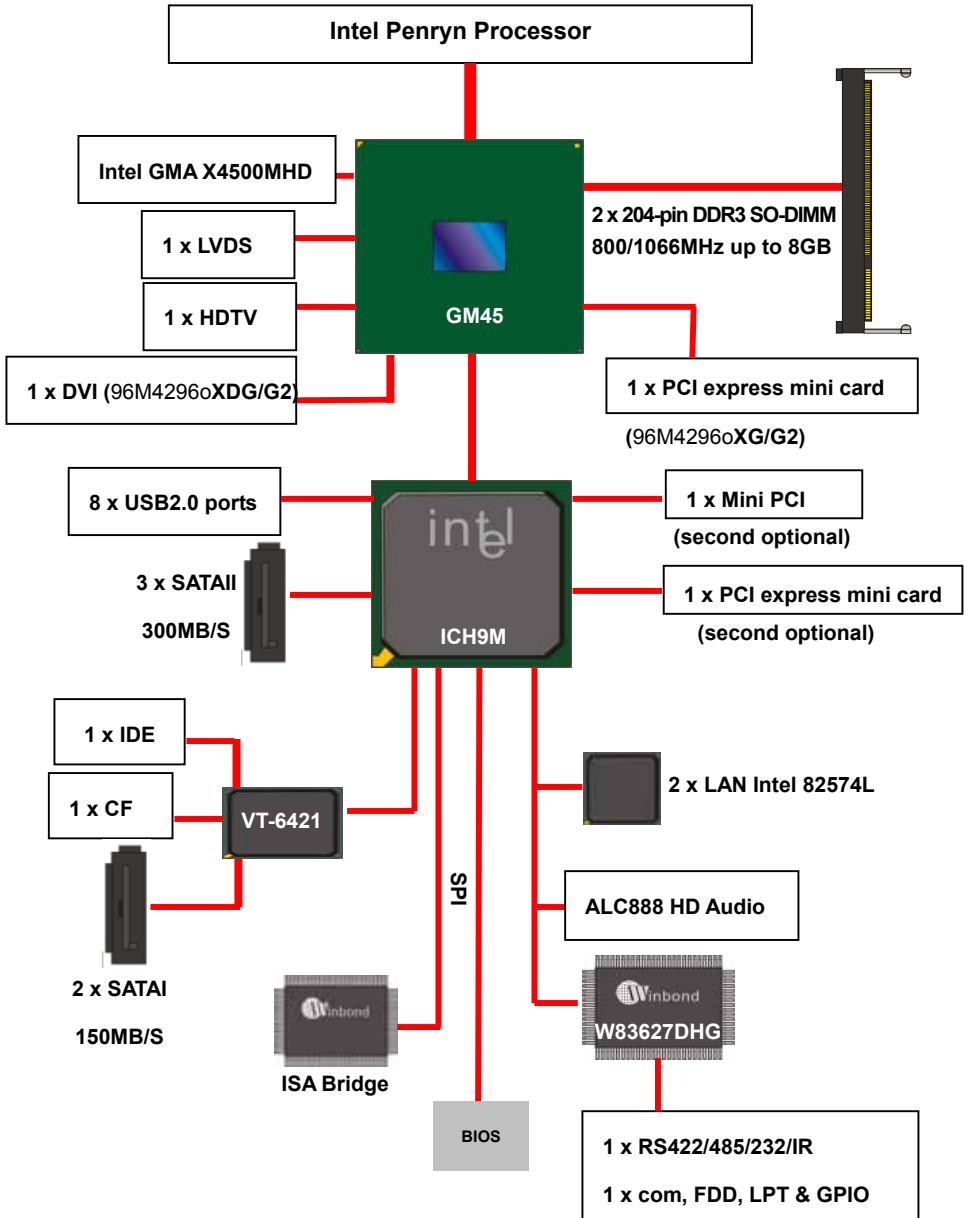 Intel Penryn Processor
Intel GMA X4500MHD
1 x LVDS
1 x HDTV
1 x DVI (96M4296oXDG/G2)
GM45
2 x 204-pin DDR3 SO-DIMM
800/1066MHz up to 8GB
1 x PCI express mini card
(96M4296oXG/G2)
8 x USB2.0 ports
3 x SATAII
300MB/S
intel
ICH9M
1 x Mini PCI
(second optional)
1 x PCI express mini card
(second optional)
1 x IDE
1 x CF
VT-6421
2 x SATAI
150MB/S
SPI
2 x LAN Intel 82574L
ALC888 HD Audio
Winbond
ISA Bridge
Winbond
W83627DHG
BIOS
1 x RS422/485/232/IR
1 x com, FDD, LPT & GPIO